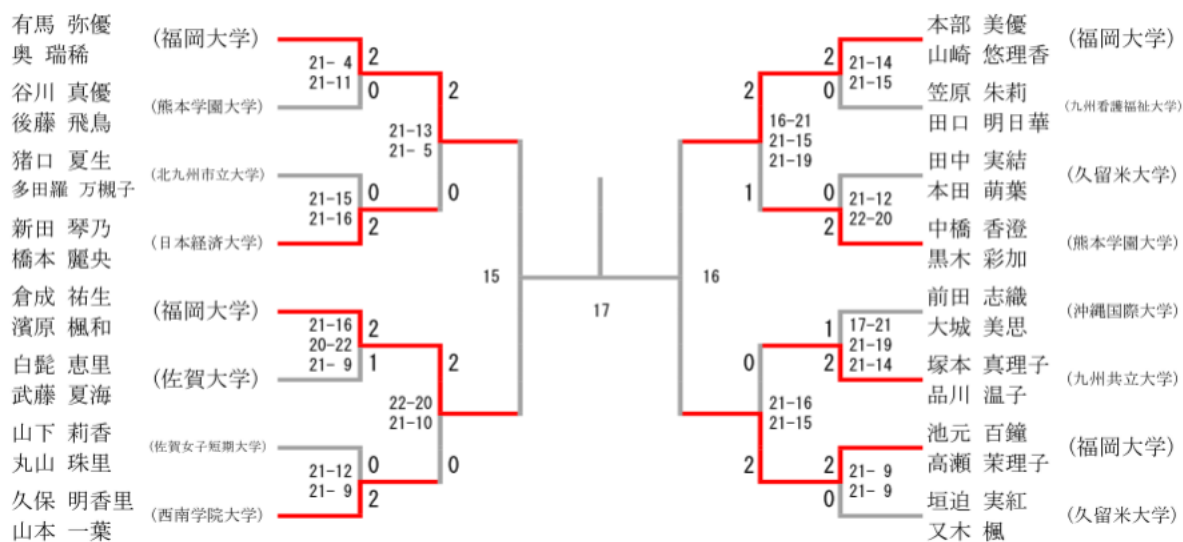 有馬 弥優
奥 瑞稀
(福岡大学)
谷川 真優
後藤 飛鳥
(熊本学園大学)
21- 4
21-11
2
0
猪口 夏生
多田羅 万槻子
(北九州市立大学)
新田 琴乃
橋本 麗央
(日本経済大学)
21-15
21-16
0
2
21-13
21- 5
2
0
倉成 祐生
濱原 楓和
(福岡大学)
白髭 恵里
武藤 夏海
(佐賀大学)
21-16
20-22
21- 9
2
1
山下 莉香
丸山 珠里
(佐賀女子短期大学)
久保 明香里
山本 一葉
(西南学院大学)
21-12
21- 9
0
2
22-20
21-10
2
0
15
17
16
本部 美優
山崎 悠理香
(福岡大学)
笠原 朱莉
田口 明日華
(九州看護福祉大学)
2
0
21-14
21-15
田中 実結
本田 萌葉
(久留米大学)
中橋 香澄
黒木 彩加
(熊本学園大学)
0
2
21-12
22-20
2
1
16-21
21-15
21-19
前田 志織
大城 美思
(沖縄国際大学)
塚本 真理子
品川 温子
(九州共立大学)
1
2
17-21
21-19
21-14
池元 百鐘
高瀬 茉理子
(福岡大学)
垣迫 実紅
又木 楓
(久留米大学)
2
0
21- 9
21- 9
0
2
21-16
21-15